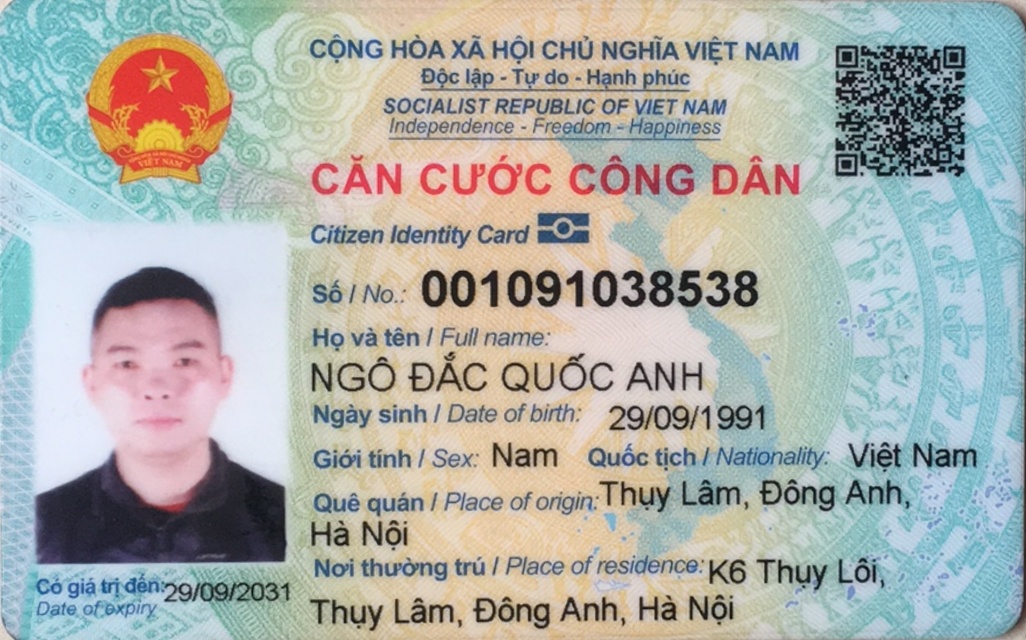 CỘNG HÒA XÃ HỘI CHỦ NGHĨA VIỆT NAM
Độc lập - Tự do - Hạnh phúc
SOCIALIST REPUBLIC OF VIET NAM
Independence - Freedom - Happiness
CĂN CƯỚC CÔNG DÂN
Citizen Identity Card
Số / No.: 001091038538
Họ và tên / Full name:
NGÔ ĐẮC QUỐC ANH
Ngày sinh / Date of birth: 29/09/1991
Giới tính / Sex: Nam Quốc tịch / Nationality: Việt Nam
Quê quán / Place of origin: Thụy Lâm, Đông Anh,
Hà Nội
Nơi thường trú / Place of residence: K6 Thụy Lôi,
Thụy Lâm, Đông Anh, Hà Nội
Có giá trị đến: 29/09/2031
Date of expiry
VIỆT NAM